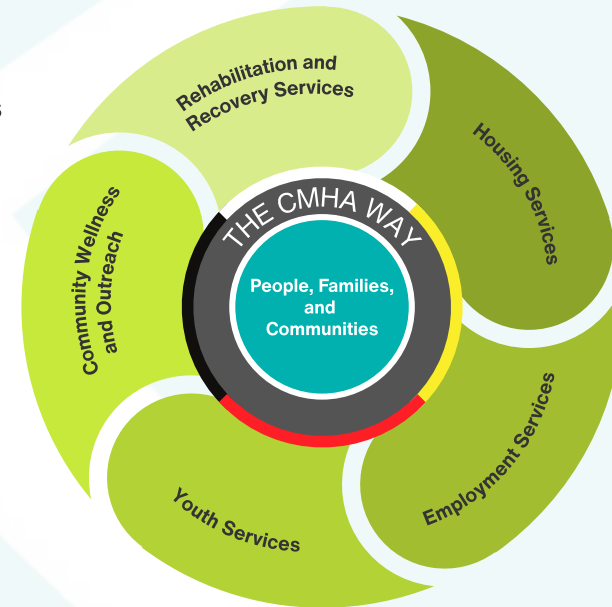 Rehabilitation and
Recovery Services
Housing Services
Employment Services
Youth Services
Community Wellness
and Outreach
THE CMHA WAY
People, Families,
and
Communities